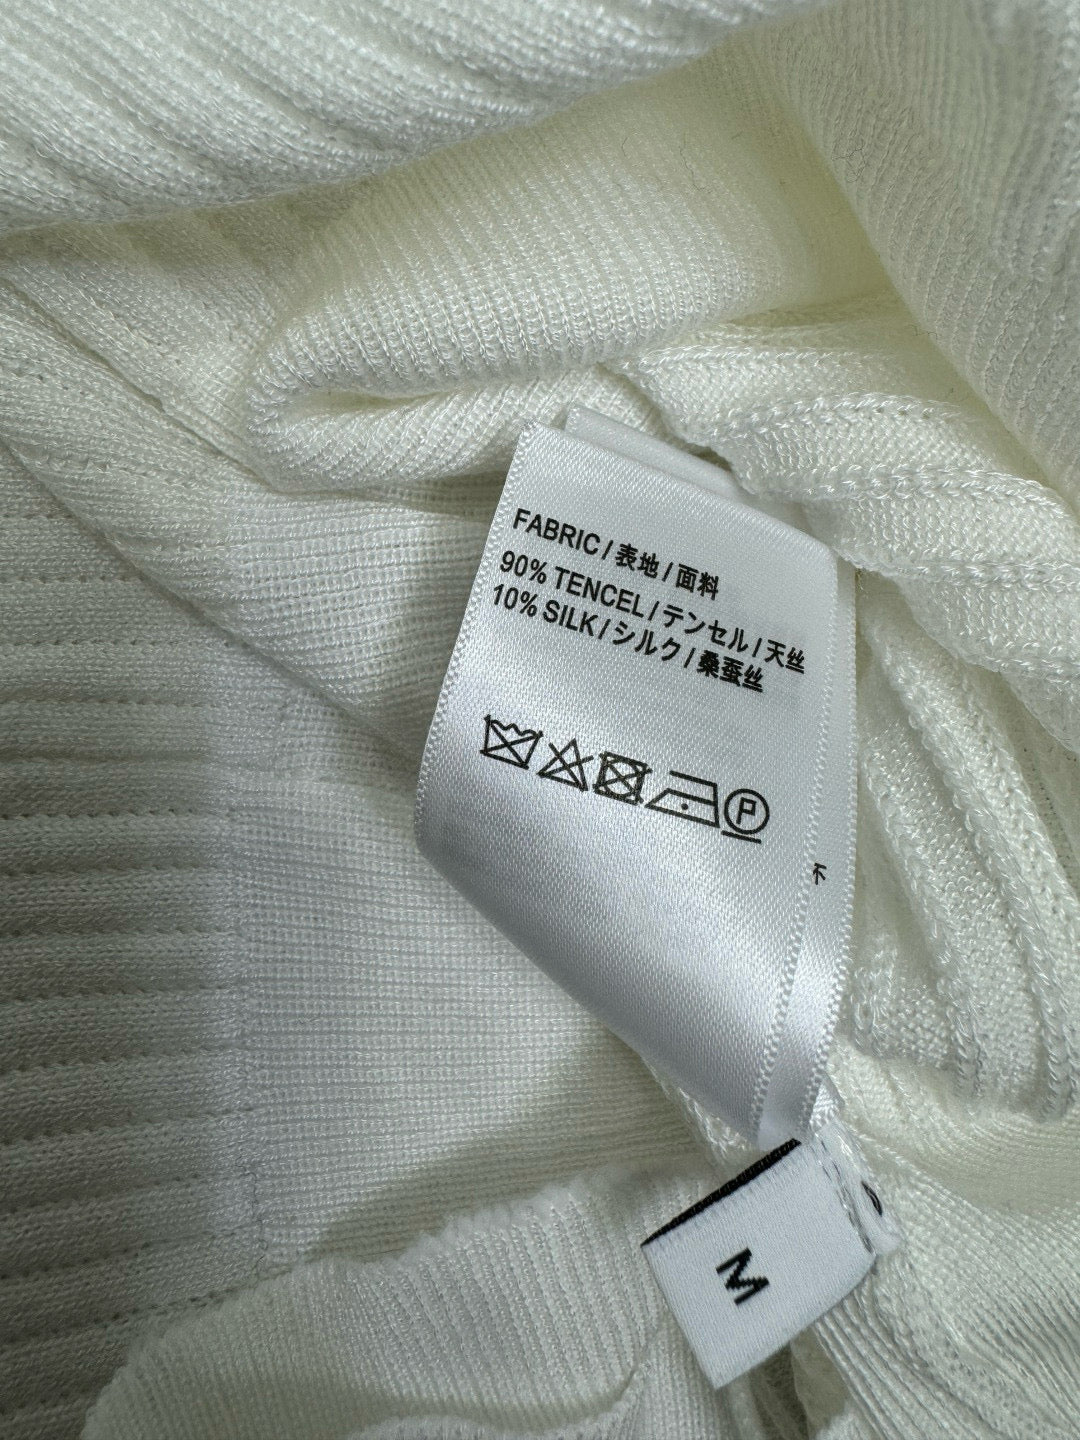 FABRIC / 表地 / 面料
90% TENCEL / テンセル / 天丝
10% SILK / シルク / 桑蚕丝
P
不
M